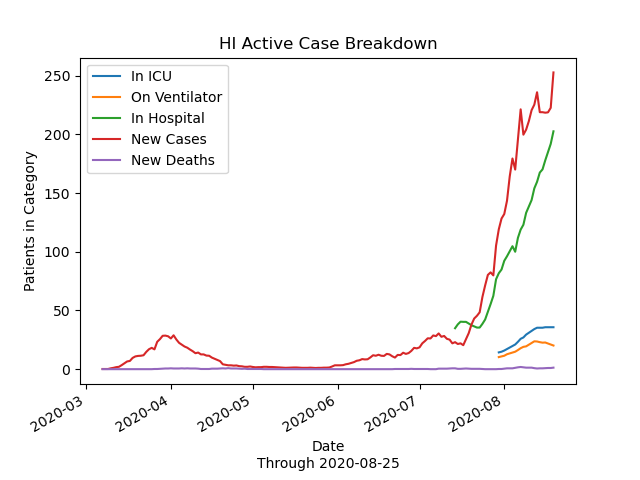 HI Active Case Breakdown
In ICU
On Ventilator
In Hospital
New Cases
New Deaths
Patients in Category
250
200
150
100
50
0
2020-03
2020-04
2020-05
2020-06
2020-07
2020-08
Date
Through 2020-08-25